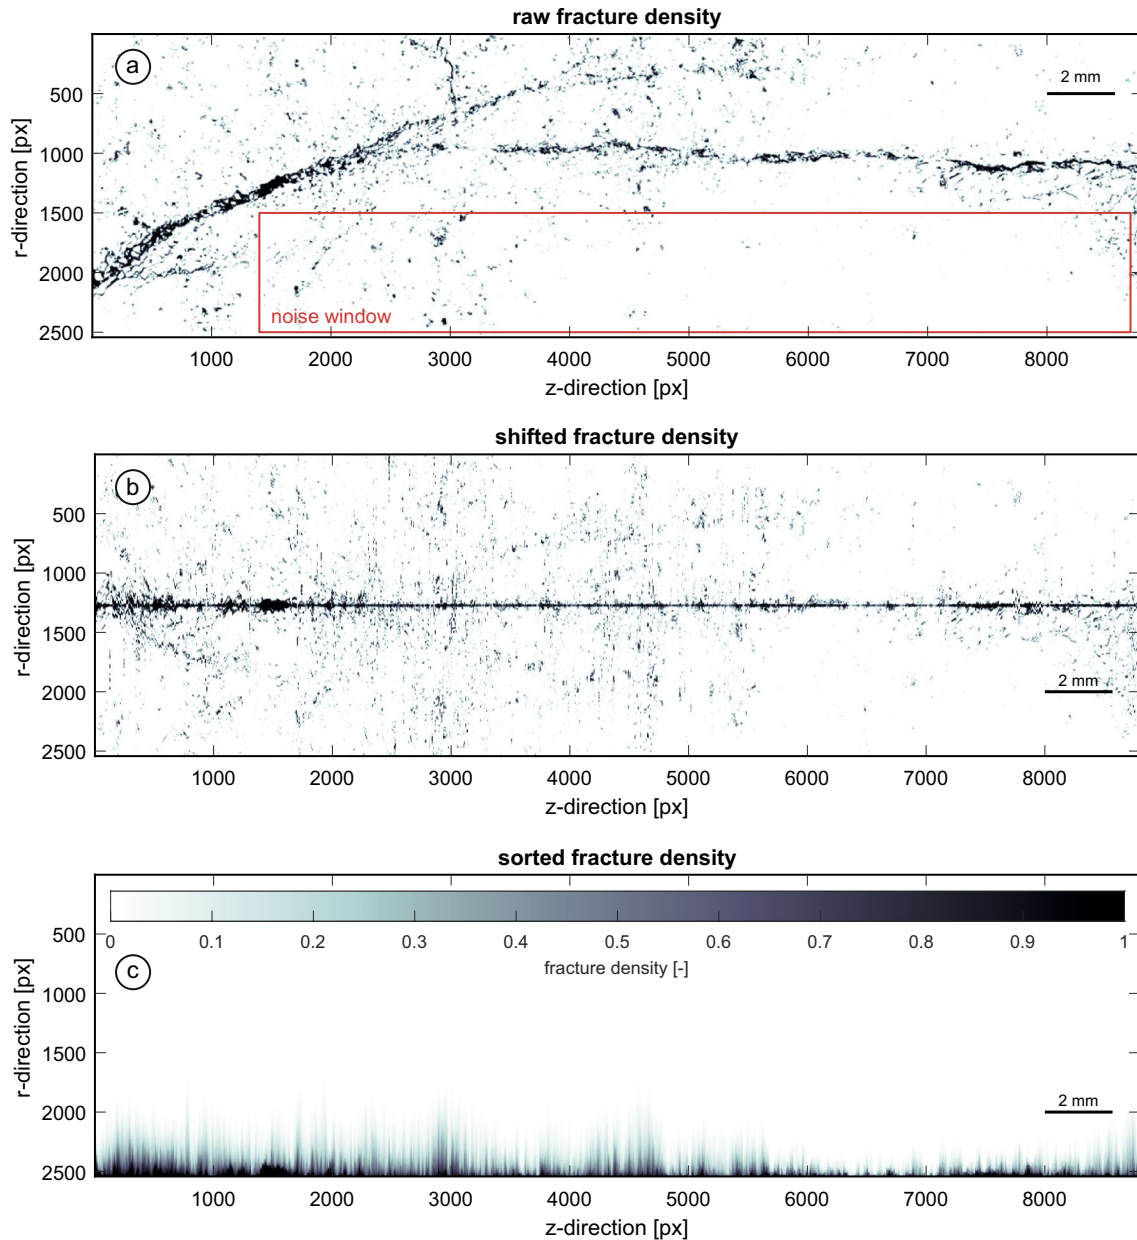 raw fracture density
a
2 mm
500
1000
1500
2000
2500
r-direction [px]
noise window
1000 2000 3000 4000 5000 6000 7000 8000
z-direction [px]
shifted fracture density
b
500
1000
1500
2000
2500
r-direction [px]
2 mm
1000 2000 3000 4000 5000 6000 7000 8000
z-direction [px]
sorted fracture density
0 0.1 0.2 0.3 0.4 0.5 0.6 0.7 0.8 0.9 1
fracture density [-]
c
500
1000
1500
2000
2500
r-direction [px]
2 mm
1000 2000 3000 4000 5000 6000 7000 8000
z-direction [px]